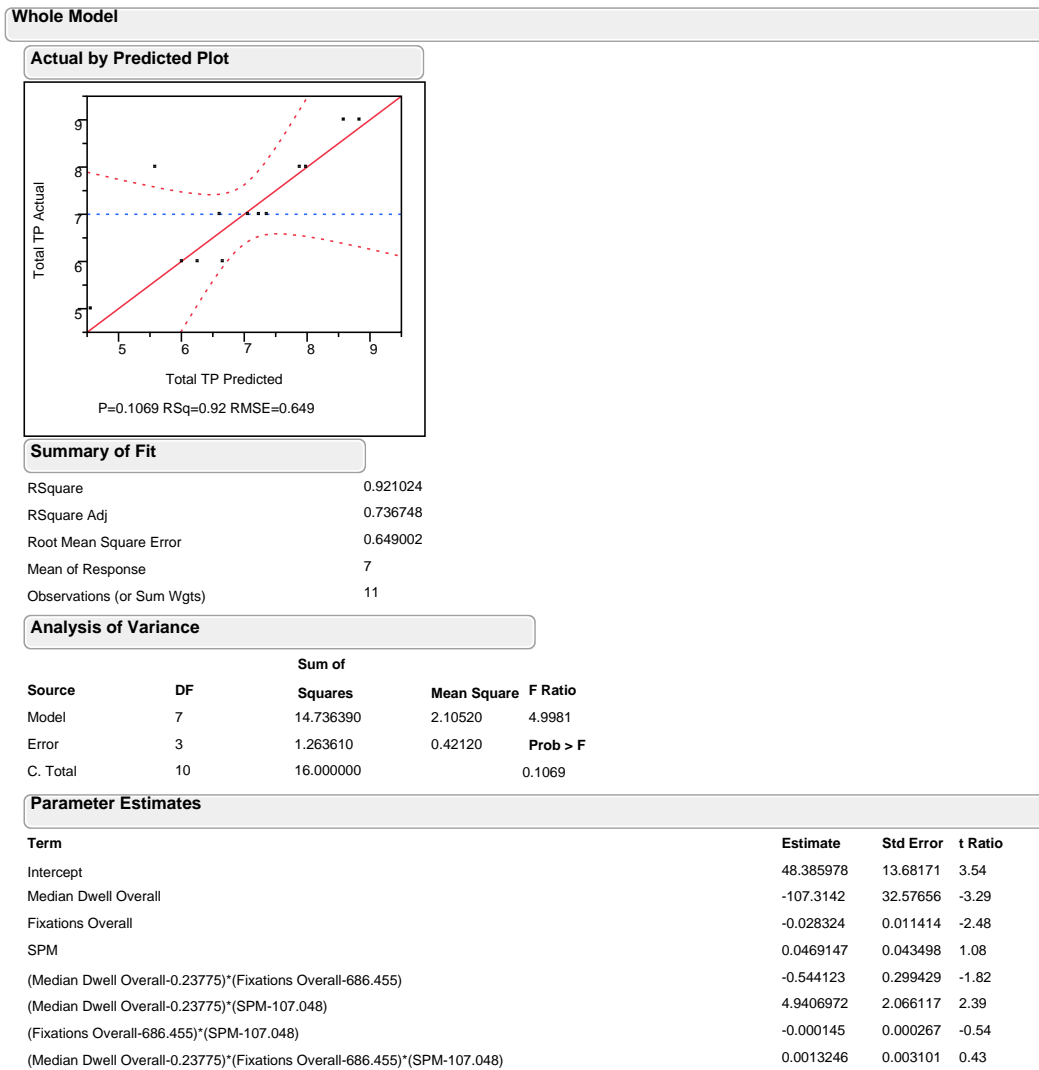 Whole Model
Actual by Predicted Plot
9
8
7
6
5
Total TP Actual
5 6 7 8 9
Total TP Predicted
P=0.1069 RSq=0.92 RMSE=0.649
Summary of Fit
RSquare 0.921024
RSquare Adj 0.736748
Root Mean Square Error 0.649002
Mean of Response 7
Observations (or Sum Wgts) 11
Analysis of Variance
Sum of
Source DF Squares Mean Square F Ratio
Model 7 14.736390 2.10520 4.9981
Error 3 1.263610 0.42120 Prob > F
C. Total 10 16.000000 0.1069
Parameter Estimates
Term Estimate Std Error t Ratio
Intercept 48.385978 13.68171 3.54
Median Dwell Overall -107.3142 32.57656 -3.29
Fixations Overall -0.028324 0.011414 -2.48
SPM 0.0469147 0.043498 1.08
(Median Dwell Overall-0.23775)*(Fixations Overall-686.455) -0.544123 0.299429 -1.82
(Median Dwell Overall-0.23775)*(SPM-107.048) 4.9406972 2.066117 2.39
(Fixations Overall-686.455)*(SPM-107.048) -0.000145 0.000267 -0.54
(Median Dwell Overall-0.23775)*(Fixations Overall-686.455)*(SPM-107.048) 0.0013246 0.003101 0.43